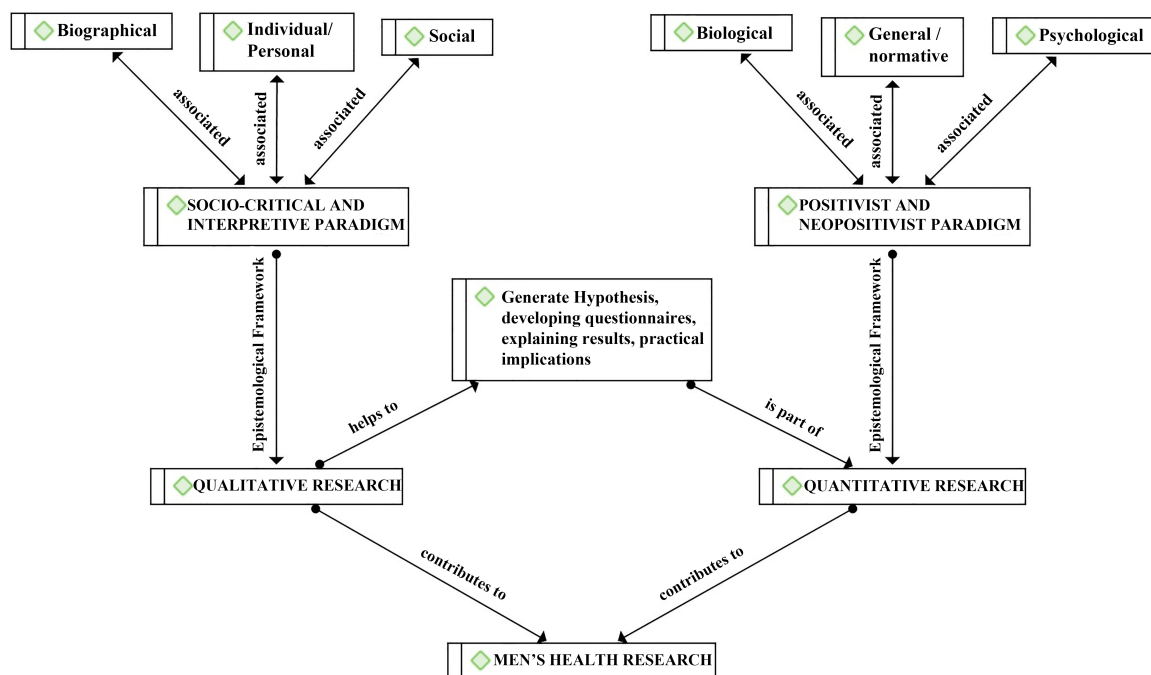 Biographical
Individual/
Personal
Social
Biological
General /
normative
Psychological
associated
associated
associated
associated
associated
associated
SOCIO-CRITICAL AND
INTERPRETIVE PARADIGM
POSITIVIST AND
NEOPOSITIVIST PARADIGM
Epistemological Framework
Generate Hypothesis,
developing questionnaires,
explaining results, practical
implications
Epistemological Framework
helps to
is part of
QUALITATIVE RESEARCH
QUANTITATIVE RESEARCH
contributes to
contributes to
MEN'S HEALTH RESEARCH